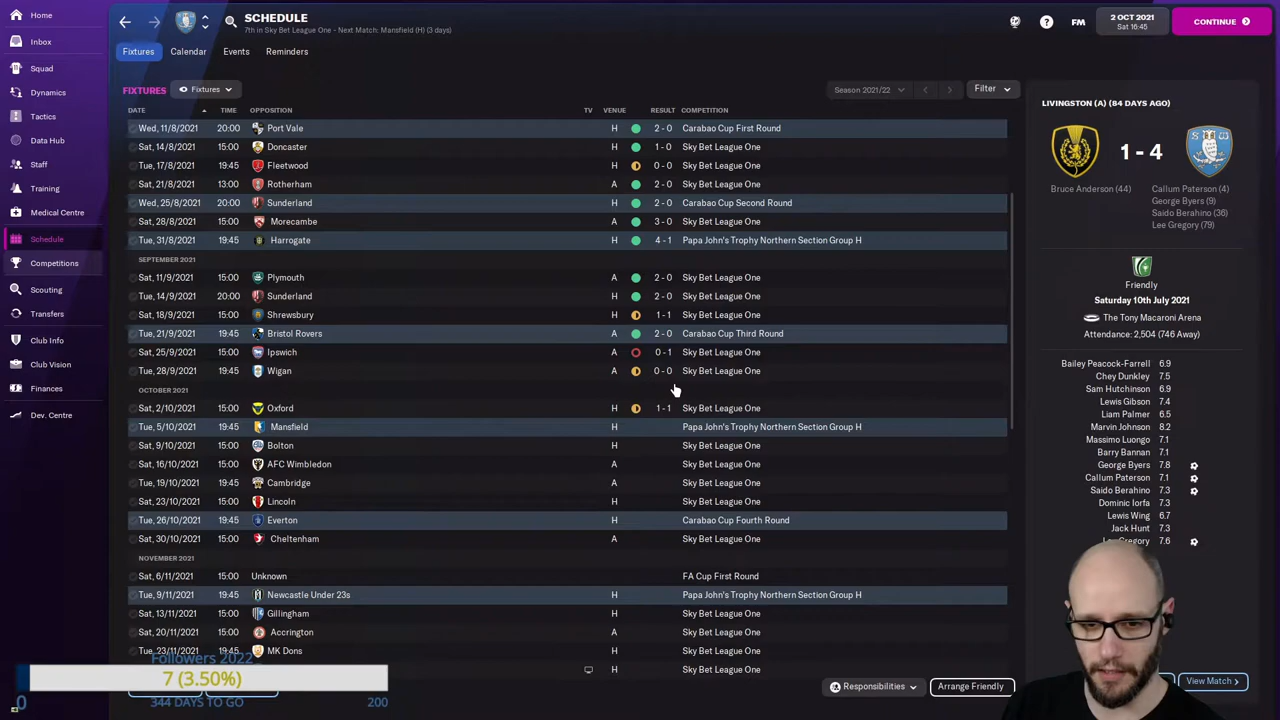 Home
Inbox
Squad
Dynamics
Tactics
Data Hub
Staff
Training
Medical Centre
Schedule
Competitions
Scouting
Transfers
Club Info
Club Vision
Finances
Dev. Centre
SCHEDULE
7th in Sky Bet League One - Next Match: Mansfield (H) (3 days)
FM
2 OCT 2021
Sat 16:45
CONTINUE
Fixtures
Calendar
Events
Reminders
FIXTURES
Fixtures
Season 2021/22
Filter
DATE TIME OPPOSITION TV VENUE RESULT COMPETITION
Wed, 11/8/2021 20:00 Port Vale H 2 - 0 Carabao Cup First Round
Sat, 14/8/2021 15:00 Doncaster H 1 - 0 Sky Bet League One
Tue, 17/8/2021 19:45 Fleetwood H 0 - 0 Sky Bet League One
Sat, 21/8/2021 13:00 Rotherham A 2 - 0 Sky Bet League One
Wed, 25/8/2021 20:00 Sunderland H 2 - 0 Carabao Cup Second Round
Sat, 28/8/2021 15:00 Morecambe A 3 - 0 Sky Bet League One
Tue, 31/8/2021 19:45 Harrogate H 4 - 1 Papa John's Trophy Northern Section Group H
SEPTEMBER 2021
Sat, 11/9/2021 15:00 Plymouth A 2 - 0 Sky Bet League One
Tue, 14/9/2021 20:00 Sunderland H 2 - 0 Sky Bet League One
Sat, 18/9/2021 15:00 Shrewsbury H 1 - 1 Sky Bet League One
Tue, 21/9/2021 19:45 Bristol Rovers A 2 - 0 Carabao Cup Third Round
Sat, 25/9/2021 15:00 Ipswich A 0 - 1 Sky Bet League One
Tue, 28/9/2021 19:45 Wigan A 0 - 0 Sky Bet League One
OCTOBER 2021
Sat, 2/10/2021 15:00 Oxford H 1 - 1 Sky Bet League One
Tue, 5/10/2021 19:45 Mansfield H Papa John's Trophy Northern Section Group H
Sat, 9/10/2021 15:00 Bolton H Sky Bet League One
Sat, 16/10/2021 15:00 AFC Wimbledon A Sky Bet League One
Tue, 19/10/2021 19:45 Cambridge A Sky Bet League One
Sat, 23/10/2021 15:00 Lincoln H Sky Bet League One
Tue, 26/10/2021 19:45 Everton H Carabao Cup Fourth Round
Sat, 30/10/2021 15:00 Cheltenham A Sky Bet League One
NOVEMBER 2021
Sat, 6/11/2021 15:00 Unknown FA Cup First Round
Tue, 9/11/2021 19:45 Newcastle Under 23s H Papa John's Trophy Northern Section Group H
Sat, 13/11/2021 15:00 Gillingham H Sky Bet League One
Sat, 20/11/2021 15:00 Accrington A Sky Bet League One
Tue, 23/11/2021 19:45 MK Dons H Sky Bet League One
H Sky Bet League One
LIVINGSTON (A) (84 DAYS AGO)
1 - 4
Bruce Anderson (44)
Callum Paterson (4)
George Byers (9)
Saido Berahino (36)
Lee Gregory (79)
Friendly
Saturday 10th July 2021
The Tony Macaroni Arena
Attendance: 2,504 (746 Away)
Bailey Peacock-Farrell 6.9
Chey Dunkley 7.5
Sam Hutchinson 6.9
Lewis Gibson 7.4
Liam Palmer 6.5
Marvin Johnson 8.2
Massimo Luongo 7.1
Barry Bannan 7.1
George Byers 7.8
Callum Paterson 7.1
Saido Berahino 7.3
Dominic Iorfa 7.3
Lewis Wing 6.7
Jack Hunt 7.3
Lee Gregory 7.6
Responsibilities
Arrange Friendly
View Match
Followers 2022_
7 (3.50%)
0
344 DAYS TO GO
200